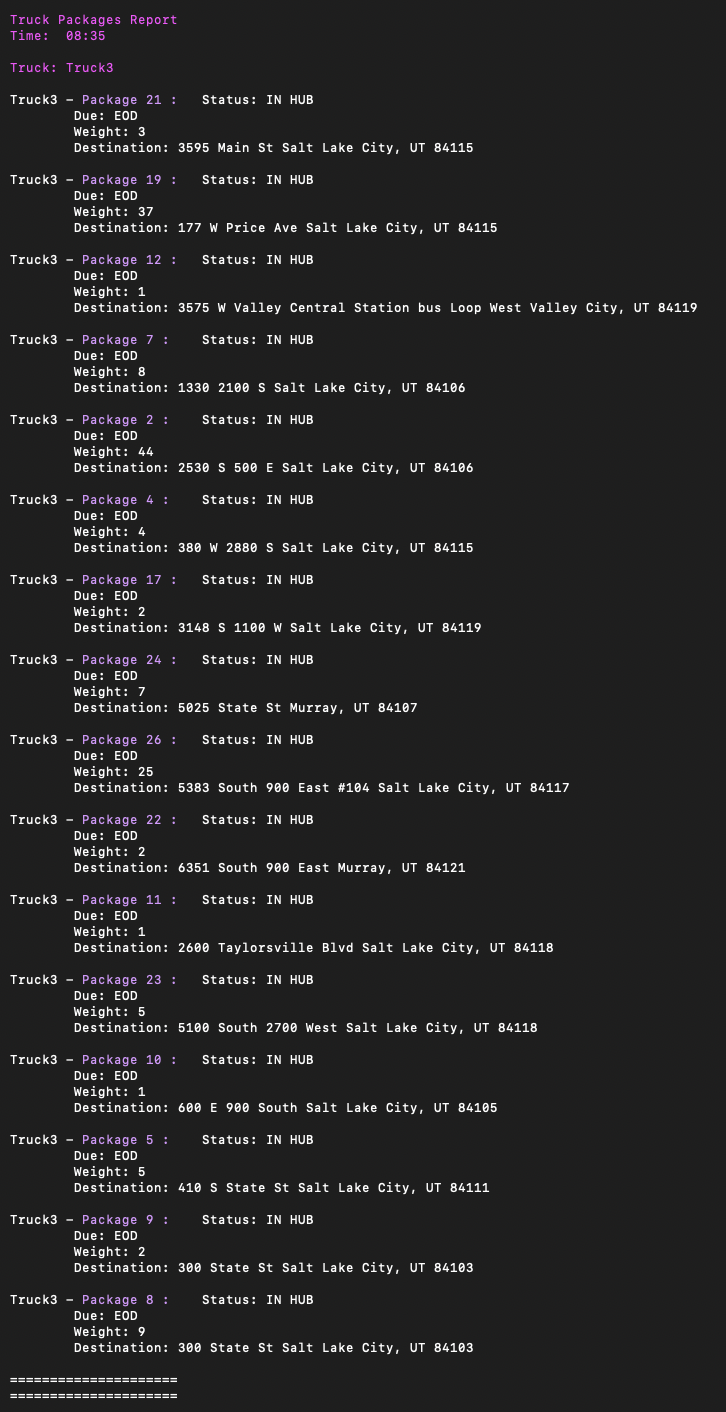 Truck Packages Report
Time:  08:35
Truck: Truck3
Truck3 – Package 21 :   Status: IN HUB
Due: EOD
Weight: 3
Destination: 3595 Main St Salt Lake City, UT 84115
Truck3 – Package 19 :   Status: IN HUB
Due: EOD
Weight: 37
Destination: 177 W Price Ave Salt Lake City, UT 84115
Truck3 – Package 12 :   Status: IN HUB
Due: EOD
Weight: 1
Destination: 3575 W Valley Central Station bus Loop West Valley City, UT 84119
Truck3 – Package 7 :    Status: IN HUB
Due: EOD
Weight: 8
Destination: 1330 2100 S Salt Lake City, UT 84106
Truck3 – Package 2 :    Status: IN HUB
Due: EOD
Weight: 44
Destination: 2530 S 500 E Salt Lake City, UT 84106
Truck3 – Package 4 :    Status: IN HUB
Due: EOD
Weight: 4
Destination: 380 W 2880 S Salt Lake City, UT 84115
Truck3 – Package 17 :   Status: IN HUB
Due: EOD
Weight: 2
Destination: 3148 S 1100 W Salt Lake City, UT 84119
Truck3 – Package 24 :   Status: IN HUB
Due: EOD
Weight: 7
Destination: 5025 State St Murray, UT 84107
Truck3 – Package 26 :   Status: IN HUB
Due: EOD
Weight: 25
Destination: 5383 South 900 East #104 Salt Lake City, UT 84117
Truck3 – Package 22 :   Status: IN HUB
Due: EOD
Weight: 2
Destination: 6351 South 900 East Murray, UT 84121
Truck3 – Package 11 :   Status: IN HUB
Due: EOD
Weight: 1
Destination: 2600 Taylorsville Blvd Salt Lake City, UT 84118
Truck3 – Package 23 :   Status: IN HUB
Due: EOD
Weight: 5
Destination: 5100 South 2700 West Salt Lake City, UT 84118
Truck3 – Package 10 :   Status: IN HUB
Due: EOD
Weight: 1
Destination: 600 E 900 South Salt Lake City, UT 84105
Truck3 – Package 5 :    Status: IN HUB
Due: EOD
Weight: 5
Destination: 410 S State St Salt Lake City, UT 84111
Truck3 – Package 9 :    Status: IN HUB
Due: EOD
Weight: 2
Destination: 300 State St Salt Lake City, UT 84103
Truck3 – Package 8 :    Status: IN HUB
Due: EOD
Weight: 9
Destination: 300 State St Salt Lake City, UT 84103
=====================
=====================